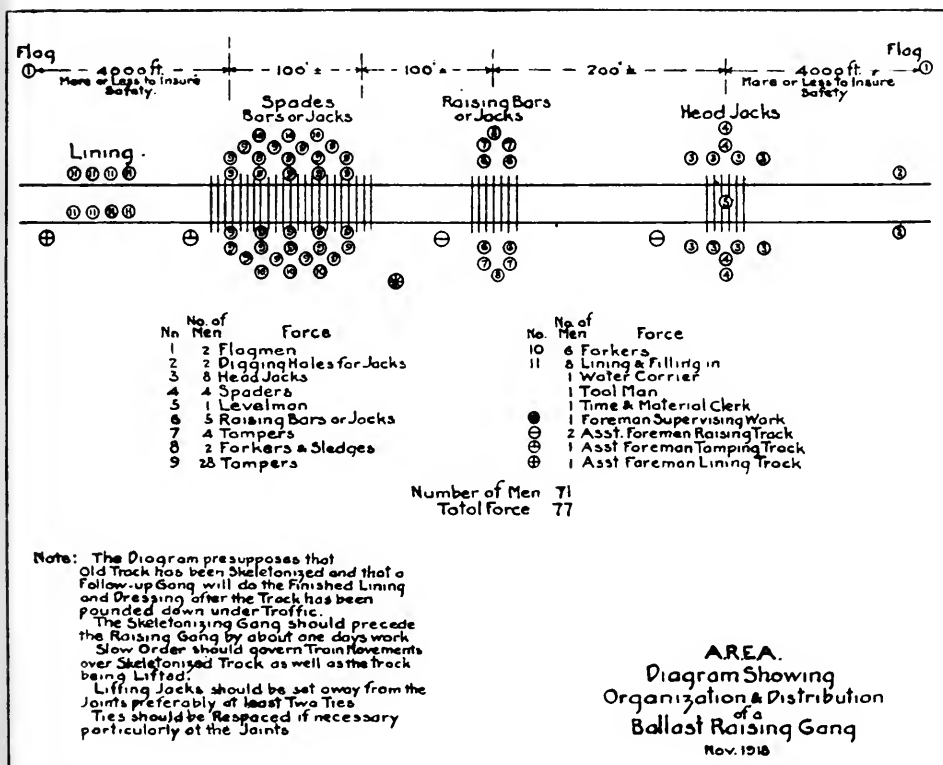 Flag Flag
① 4000 ft. 100' ± 100' ± 200' ± 4000 ft. ①
More or Less to Insure Safety. More or Less to Insure Safety
Spades
Bars or Jacks
Raising Bars
or Jacks
Head Jacks
Lining.
No. of
No Men Force
1 2 Flagmen
2 2 Digging Holes for Jacks
3 8 Head Jacks
4 4 Spaders
5 1 Levelman
6 5 Raising Bars or Jacks
7 4 Tampers
8 2 Forkers & Sledges
9 28 Tampers
No. of
No. Men Force
10 6 Forkers
11 8 Lining & Filling in
1 Water Carrier
1 Tool Man
1 Time & Material Clerk
1 Foreman Supervising Work
2 Asst. Foremen Raising Track
1 Asst Foreman Tamping Track
1 Asst Foreman Lining Track
Number of Men 71
Total Force 77
Note: The Diagram presupposes that
Old Track has been Skeletonized and that a
Follow-up Gang will do the Finished Lining
and Dressing after the Track has been
pounded down under Traffic.
The Skeletonizing Gang should precede
the Raising Gang by about one days work
Slow Order should govern Train Movements
over Skeletonized Track as well as the track
being Lifted.
Lifting Jacks should be set away from the
Joints preferably at least Two Ties
Ties should be Respaced if necessary
particularly at the Joints
A.R.E.A.
Diagram Showing
Organization & Distribution
of a
Ballast Raising Gang
Nov. 1918